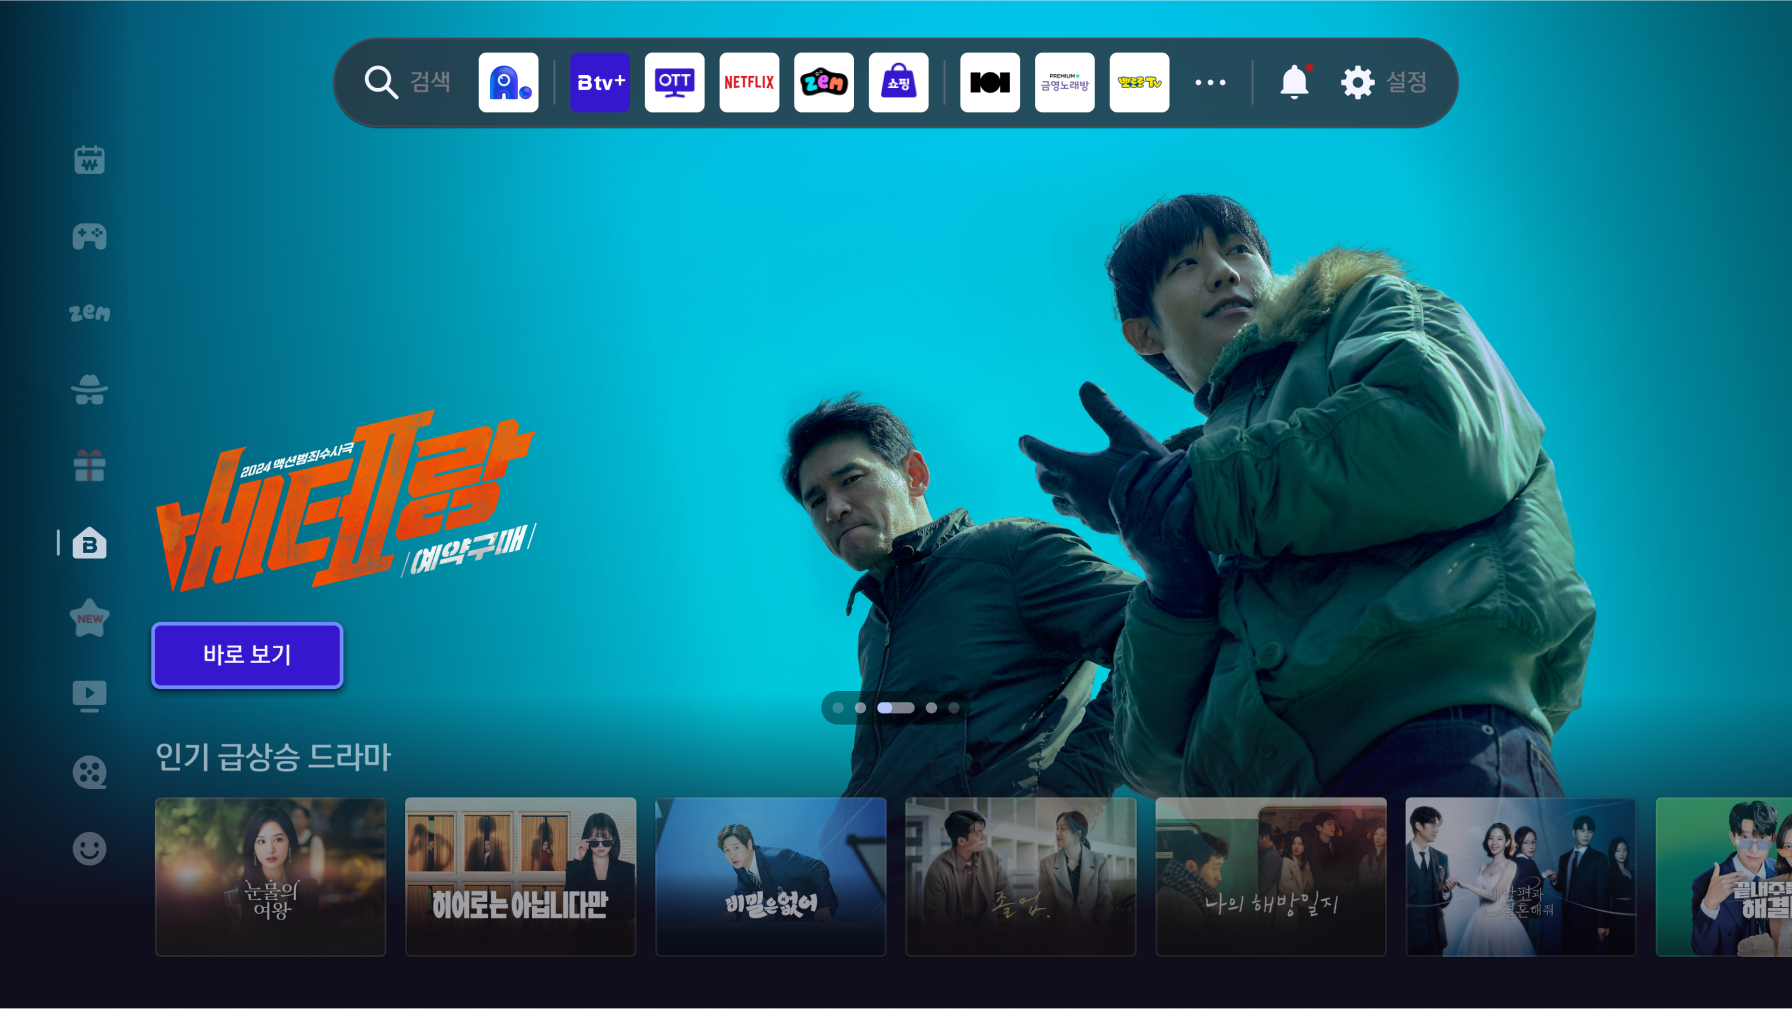 검색
Btv+
OTT
NETFLIX
zem
쇼핑
PREMIUM
금영노래방
뽀로로 Tv
설정
zem
2024 액션범죄수사극
베테랑
예약구매
B
NEW
바로 보기
인기 급상승 드라마
눈물의
여왕
히어로는 아닙니다만
비밀은 없어
졸업
나의 해방일지
내 남편과
결혼해줘
해결